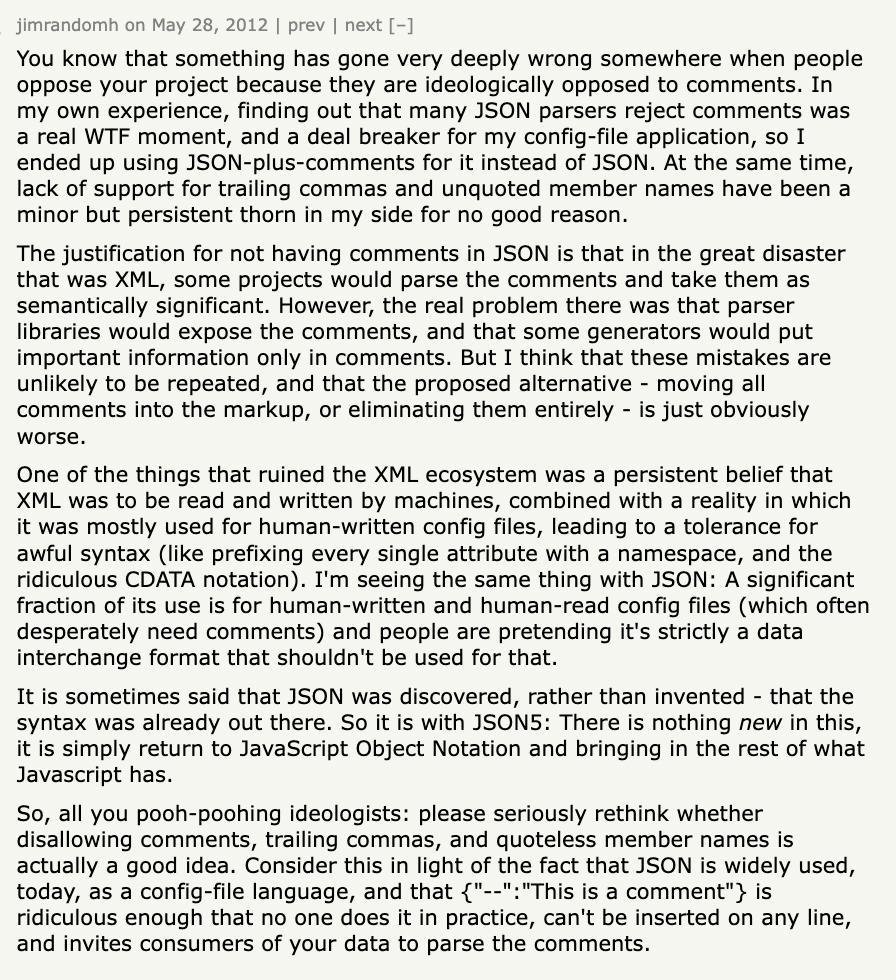 jimrandomh on May 28, 2012 | prev | next [–]
You know that something has gone very deeply wrong somewhere when people
oppose your project because they are ideologically opposed to comments. In
my own experience, finding out that many JSON parsers reject comments was
a real WTF moment, and a deal breaker for my config-file application, so I
ended up using JSON-plus-comments for it instead of JSON. At the same time,
lack of support for trailing commas and unquoted member names have been a
minor but persistent thorn in my side for no good reason.
The justification for not having comments in JSON is that in the great disaster
that was XML, some projects would parse the comments and take them as
semantically significant. However, the real problem there was that parser
libraries would expose the comments, and that some generators would put
important information only in comments. But I think that these mistakes are
unlikely to be repeated, and that the proposed alternative - moving all
comments into the markup, or eliminating them entirely - is just obviously
worse.
One of the things that ruined the XML ecosystem was a persistent belief that
XML was to be read and written by machines, combined with a reality in which
it was mostly used for human-written config files, leading to a tolerance for
awful syntax (like prefixing every single attribute with a namespace, and the
ridiculous CDATA notation). I'm seeing the same thing with JSON: A significant
fraction of its use is for human-written and human-read config files (which often
desperately need comments) and people are pretending it's strictly a data
interchange format that shouldn't be used for that.
It is sometimes said that JSON was discovered, rather than invented - that the
syntax was already out there. So it is with JSON5: There is nothing new in this,
it is simply return to JavaScript Object Notation and bringing in the rest of what
Javascript has.
So, all you pooh-poohing ideologists: please seriously rethink whether
disallowing comments, trailing commas, and quoteless member names is
actually a good idea. Consider this in light of the fact that JSON is widely used,
today, as a config-file language, and that {"--":"This is a comment"} is
ridiculous enough that no one does it in practice, can't be inserted on any line,
and invites consumers of your data to parse the comments.